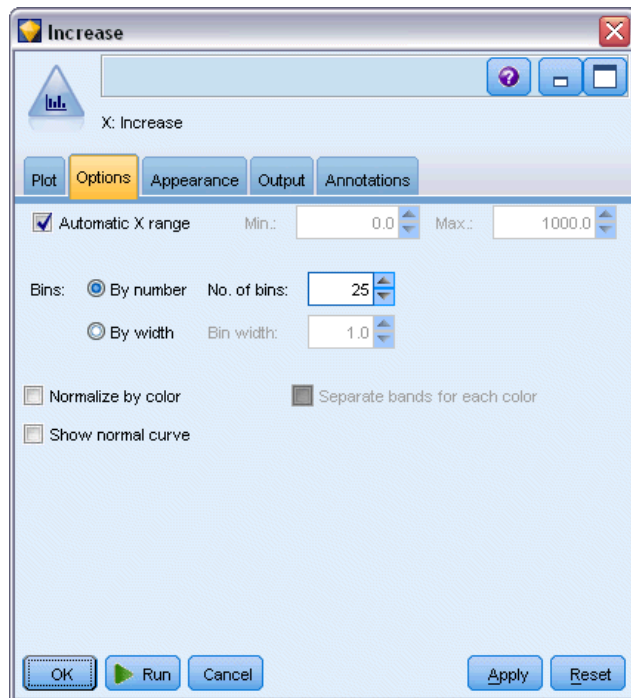 Increase
X: Increase
Plot Options Appearance Output Annotations
Automatic X range Min.: 0.0 Max.: 1000.0
Bins: By number No. of bins: 25
By width Bin width: 1.0
Normalize by color Separate bands for each color
Show normal curve
OK Run Cancel Apply Reset